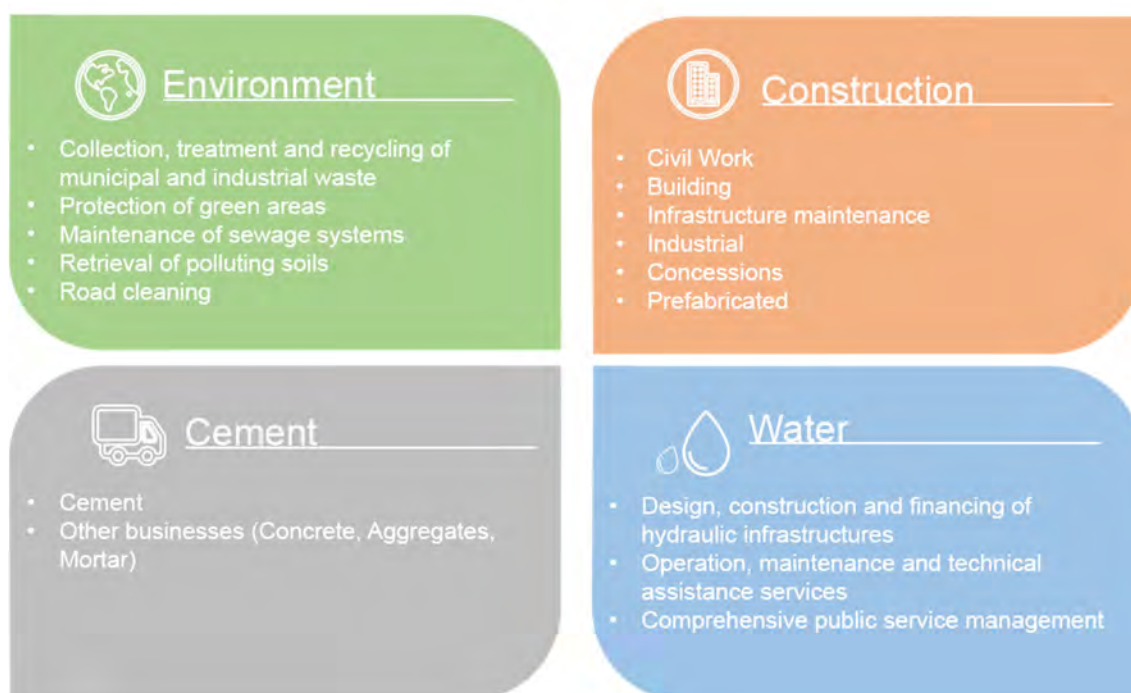 Environment
• Collection, treatment and recycling of
municipal and industrial waste
• Protection of green areas
• Maintenance of sewage systems
• Retrieval of polluting soils
• Road cleaning
Construction
• Civil Work
• Building
• Infrastructure maintenance
• Industrial
• Concessions
• Prefabricated
Cement
• Cement
• Other businesses (Concrete, Aggregates,
Mortar)
Water
• Design, construction and financing of
hydraulic infrastructures
• Operation, maintenance and technical
assistance services
• Comprehensive public service management